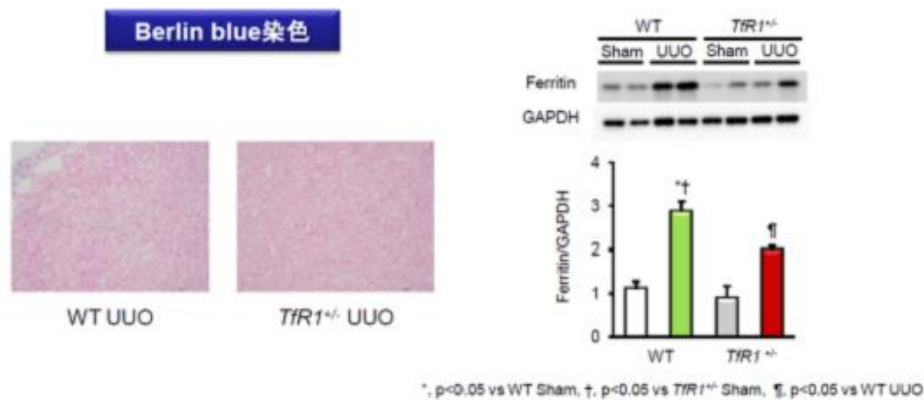 Berlin blue染色
WT UUO
TfR1+/- UUO
WT TfR1+/-
Sham UUO Sham UUO
Ferritin
GAPDH
Ferritin/GAPDH
4
*†
3
¶
2
1
0
WT TfR1 +/-
*, p<0.05 vs WT Sham, †, p<0.05 vs TfR1+/- Sham, ¶, p<0.05 vs WT UUO